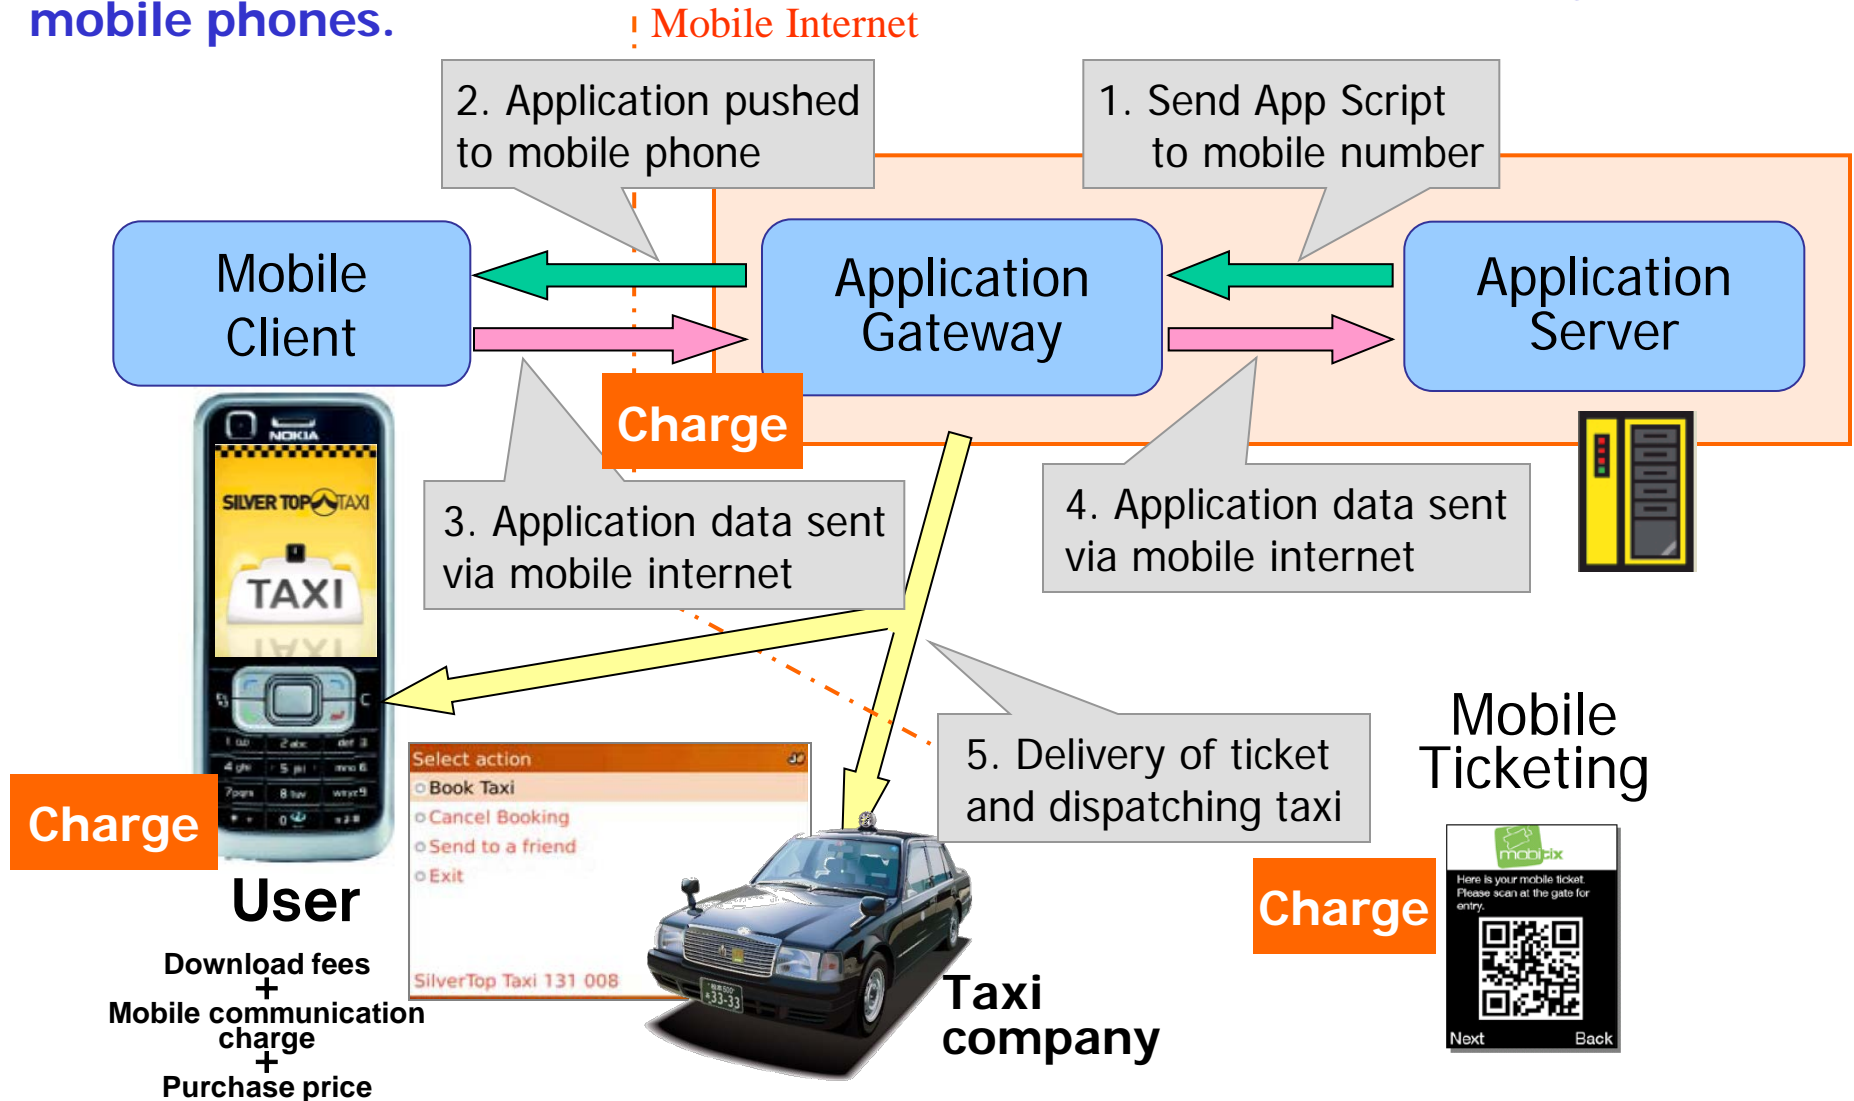 mobile phones.
Mobile Internet
2. Application pushed
to mobile phone
1. Send App Script
to mobile number
Mobile
Client
Application
Gateway
Application
Server
Charge
3. Application data sent
via mobile internet
4. Application data sent
via mobile internet
NOKIA
SILVER TOP TAXI
TAXI
5. Delivery of ticket
and dispatching taxi
Mobile
Ticketing
Select action
Book Taxi
Cancel Booking
Send to a friend
Exit
SilverTop Taxi 131 008
Charge
User
Download fees
+
Mobile communication
charge
+
Purchase price
33-33
Taxi
company
Charge
mobitix
Here is your mobile ticket.
Please scan at the gate for
entry.
Next Back